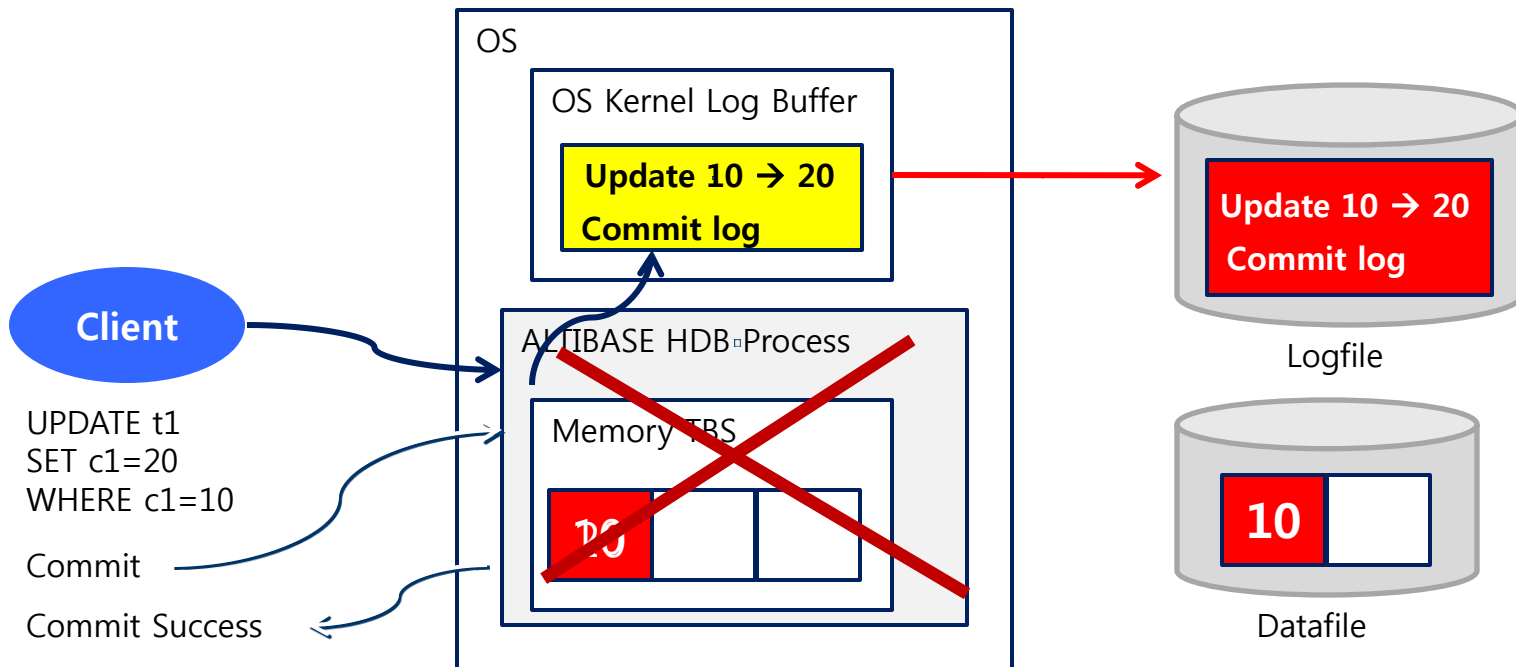 OS
OS Kernel Log Buffer
Update 10 → 20
Commit log
Update 10 → 20
Commit log
Logfile
Client
ALTIBASE HDB Process
Memory TBS
UPDATE t1
SET c1=20
WHERE c1=10
Commit
Commit Success
10
Datafile